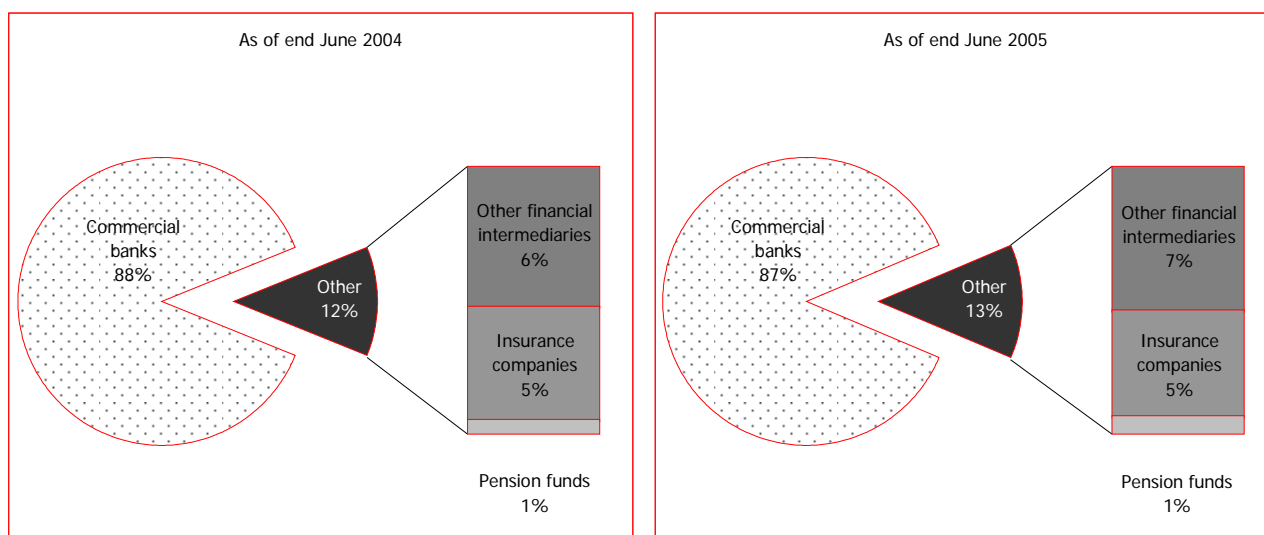 As of end June 2004
Commercial
banks
88%
Other
12%
Other financial
intermediaries
6%
Insurance
companies
5%
Pension funds
1%
As of end June 2005
Commercial
banks
87%
Other
13%
Other financial
intermediaries
7%
Insurance
companies
5%
Pension funds
1%